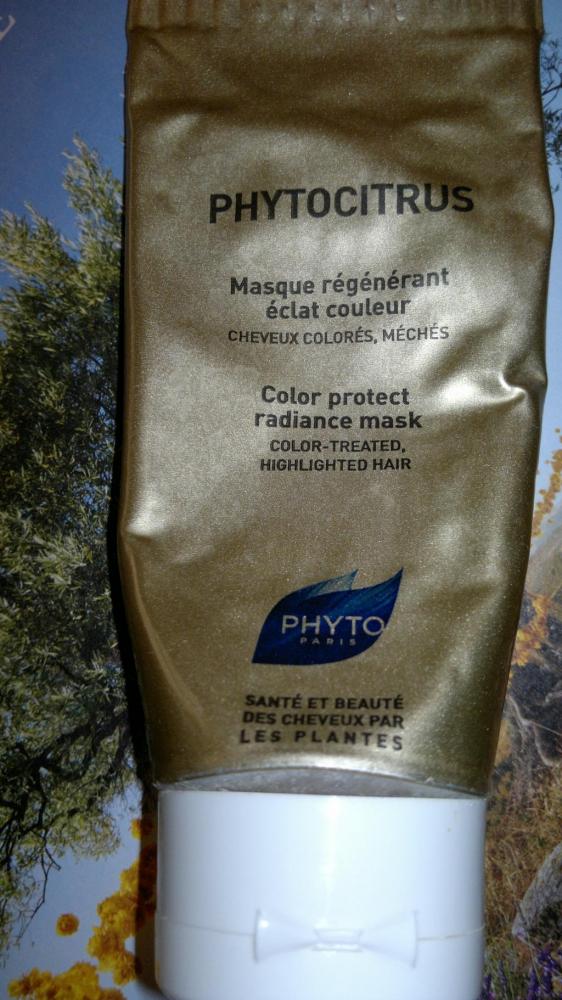 PHYTOCITRUS
Masque régénérant
éclat couleur
CHEVEUX COLORÉS, MÉCHÉS
Color protect
radiance mask
COLOR-TREATED,
HIGHLIGHTED HAIR
PHYTO
PARIS
SANTÉ ET BEAUTÉ
DES CHEVEUX PAR
LES PLANTES